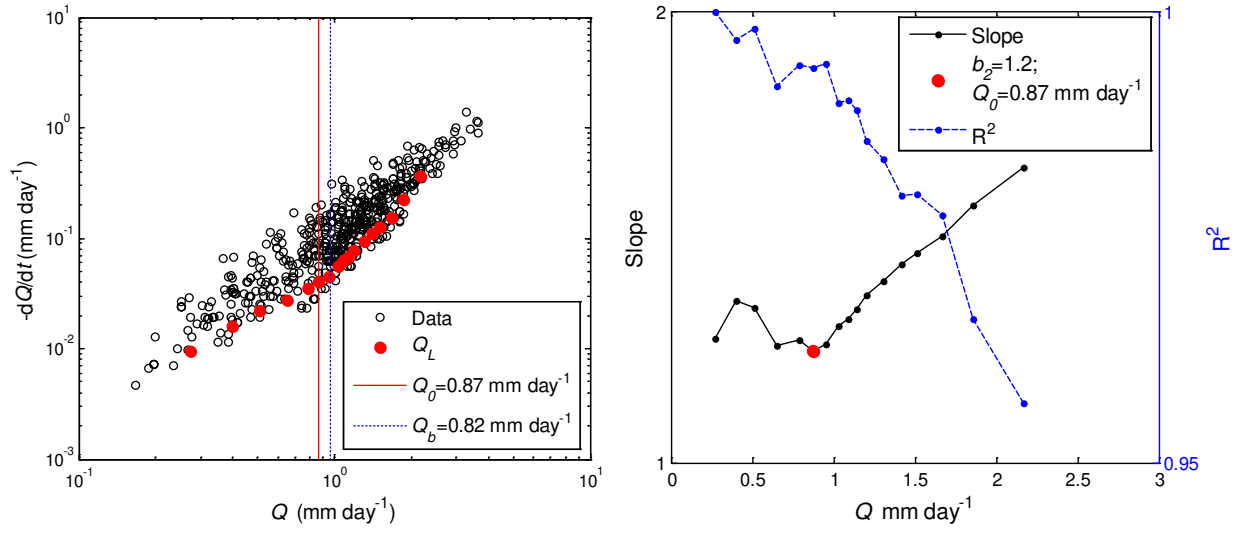 10^1
10^0
10^-1
10^-2
10^-3
10^-1
10^0
10^1
-dQ/dt (mm day^-1)
Q (mm day^-1)
Data
Q_L
Q_0=0.87 mm day^-1
Q_b=0.82 mm day^-1
2
1
Slope
0
0.5
1
1.5
2
2.5
3
Q mm day^-1
1
0.95
R^2
Slope
b_2=1.2;
Q_0=0.87 mm day^-1
R^2